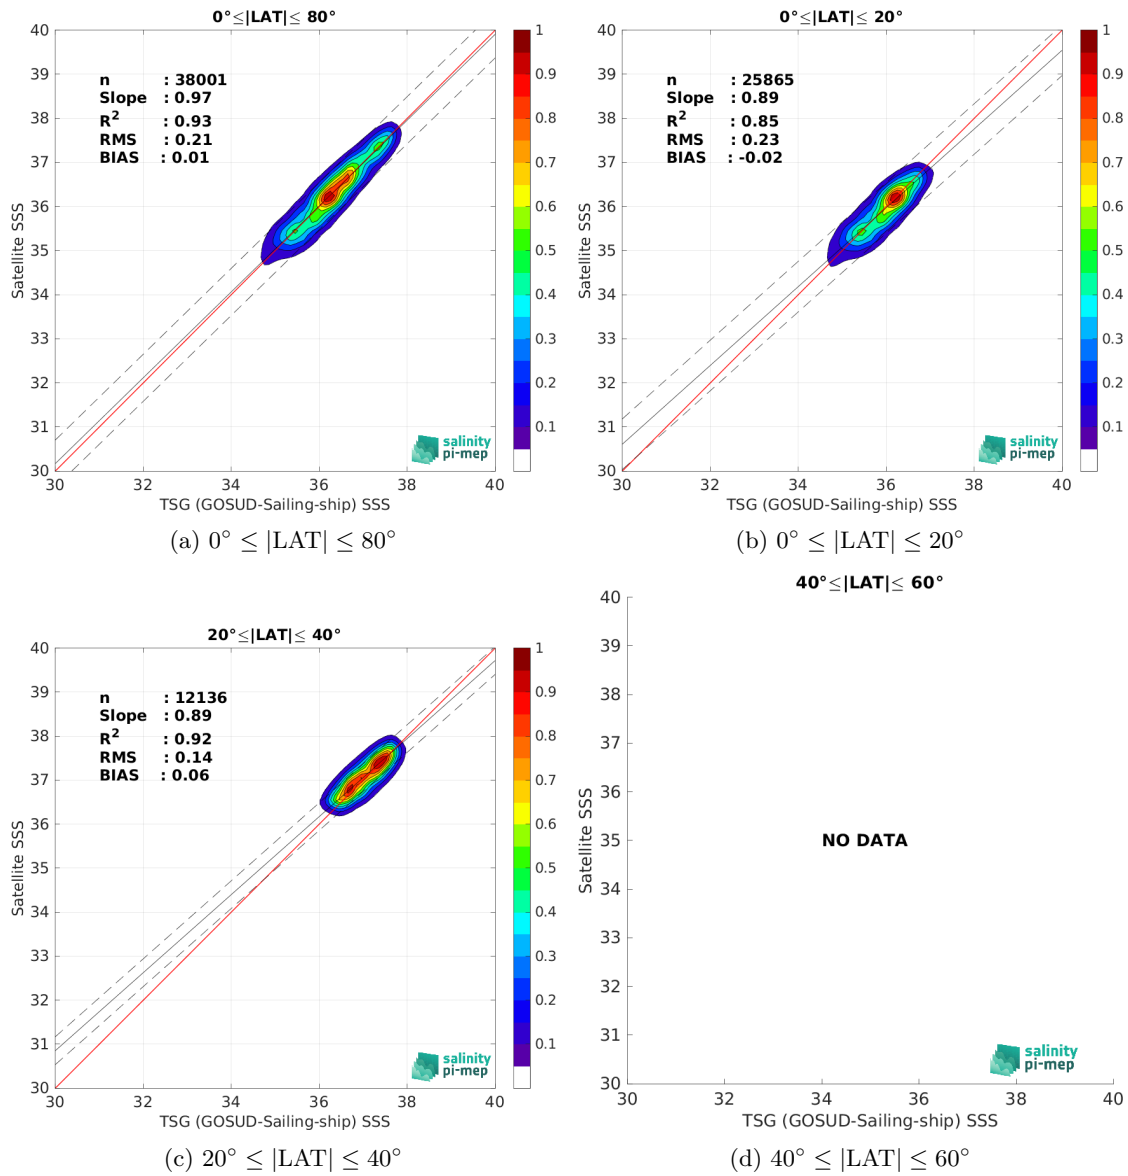 0°≤|LAT|≤ 80°
40
39
38
37
36
35
34
33
32
31
30
Satellite SSS
n : 38001
Slope : 0.97
R2 : 0.93
RMS : 0.21
BIAS : 0.01
salinity
pi-mep
30 32 34 36 38 40
TSG (GOSUD-Sailing-ship) SSS
1
0.9
0.8
0.7
0.6
0.5
0.4
0.3
0.2
0.1
(a) 0° ≤ |LAT| ≤ 80°
0°≤|LAT|≤ 20°
40
39
38
37
36
35
34
33
32
31
30
Satellite SSS
n : 25865
Slope : 0.89
R2 : 0.85
RMS : 0.23
BIAS : -0.02
salinity
pi-mep
30 32 34 36 38 40
TSG (GOSUD-Sailing-ship) SSS
1
0.9
0.8
0.7
0.6
0.5
0.4
0.3
0.2
0.1
(b) 0° ≤ |LAT| ≤ 20°
20°≤|LAT|≤ 40°
40
39
38
37
36
35
34
33
32
31
30
Satellite SSS
n : 12136
Slope : 0.89
R2 : 0.92
RMS : 0.14
BIAS : 0.06
salinity
pi-mep
30 32 34 36 38 40
TSG (GOSUD-Sailing-ship) SSS
1
0.9
0.8
0.7
0.6
0.5
0.4
0.3
0.2
0.1
(c) 20° ≤ |LAT| ≤ 40°
40°≤|LAT|≤ 60°
40
39
38
37
36
35
34
33
32
31
30
Satellite SSS
NO DATA
salinity
pi-mep
30 32 34 36 38 40
TSG (GOSUD-Sailing-ship) SSS
(d) 40° ≤ |LAT| ≤ 60°